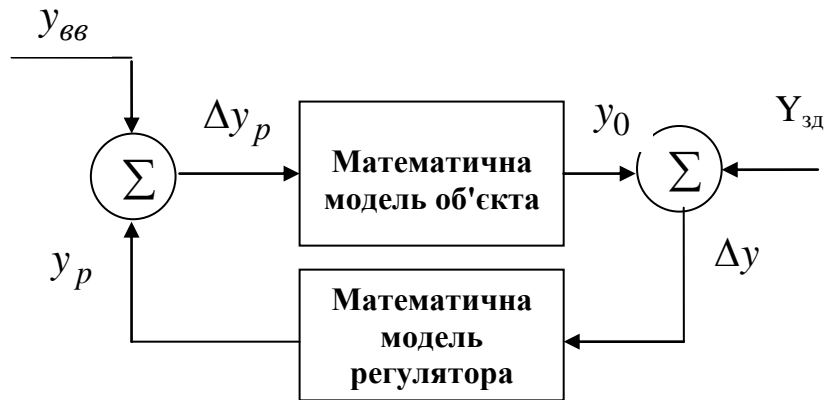 y_вв
Δy_p
y_0
Y_зд
Σ
Математична
модель об'єкта
Σ
y_p
Δy
Математична
модель
регулятора